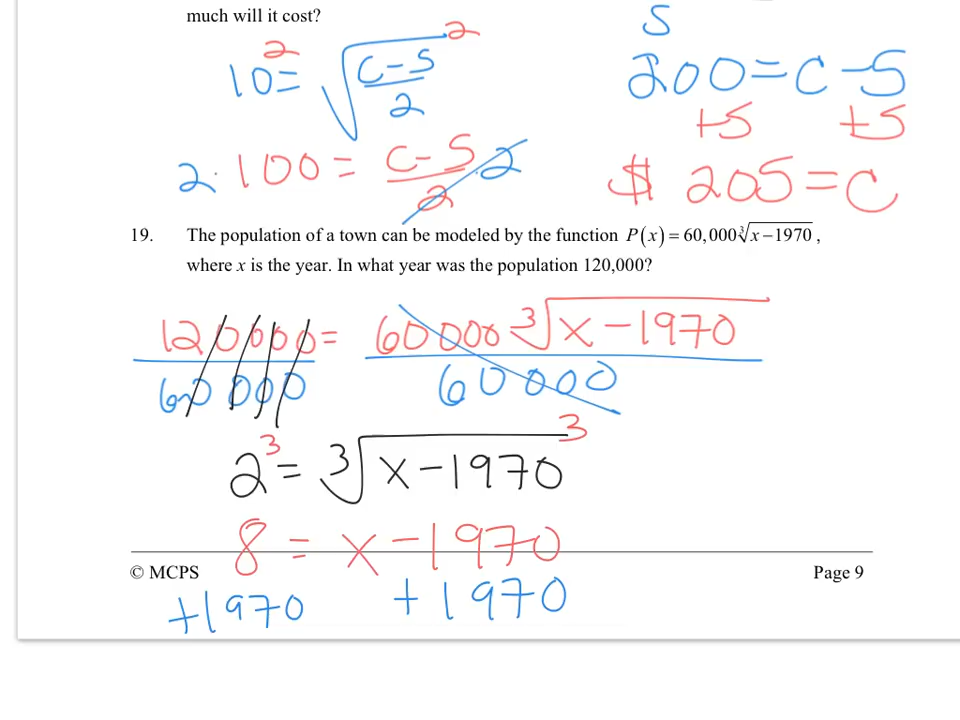 much will it cost?
S
10² = √((C-5)/2)²
200 = C - 5
+5 +5
2 · 100 = (C-5)/2 · 2
$ 205 = C
19. The population of a town can be modeled by the function P(x) = 60,000∛(x−1970),
where x is the year. In what year was the population 120,000?
120000 = 60000 ∛(x-1970)
60000 60000
2³ = ∛(x-1970)³
8 = x - 1970
© MCPS Page 9
+1970 +1970